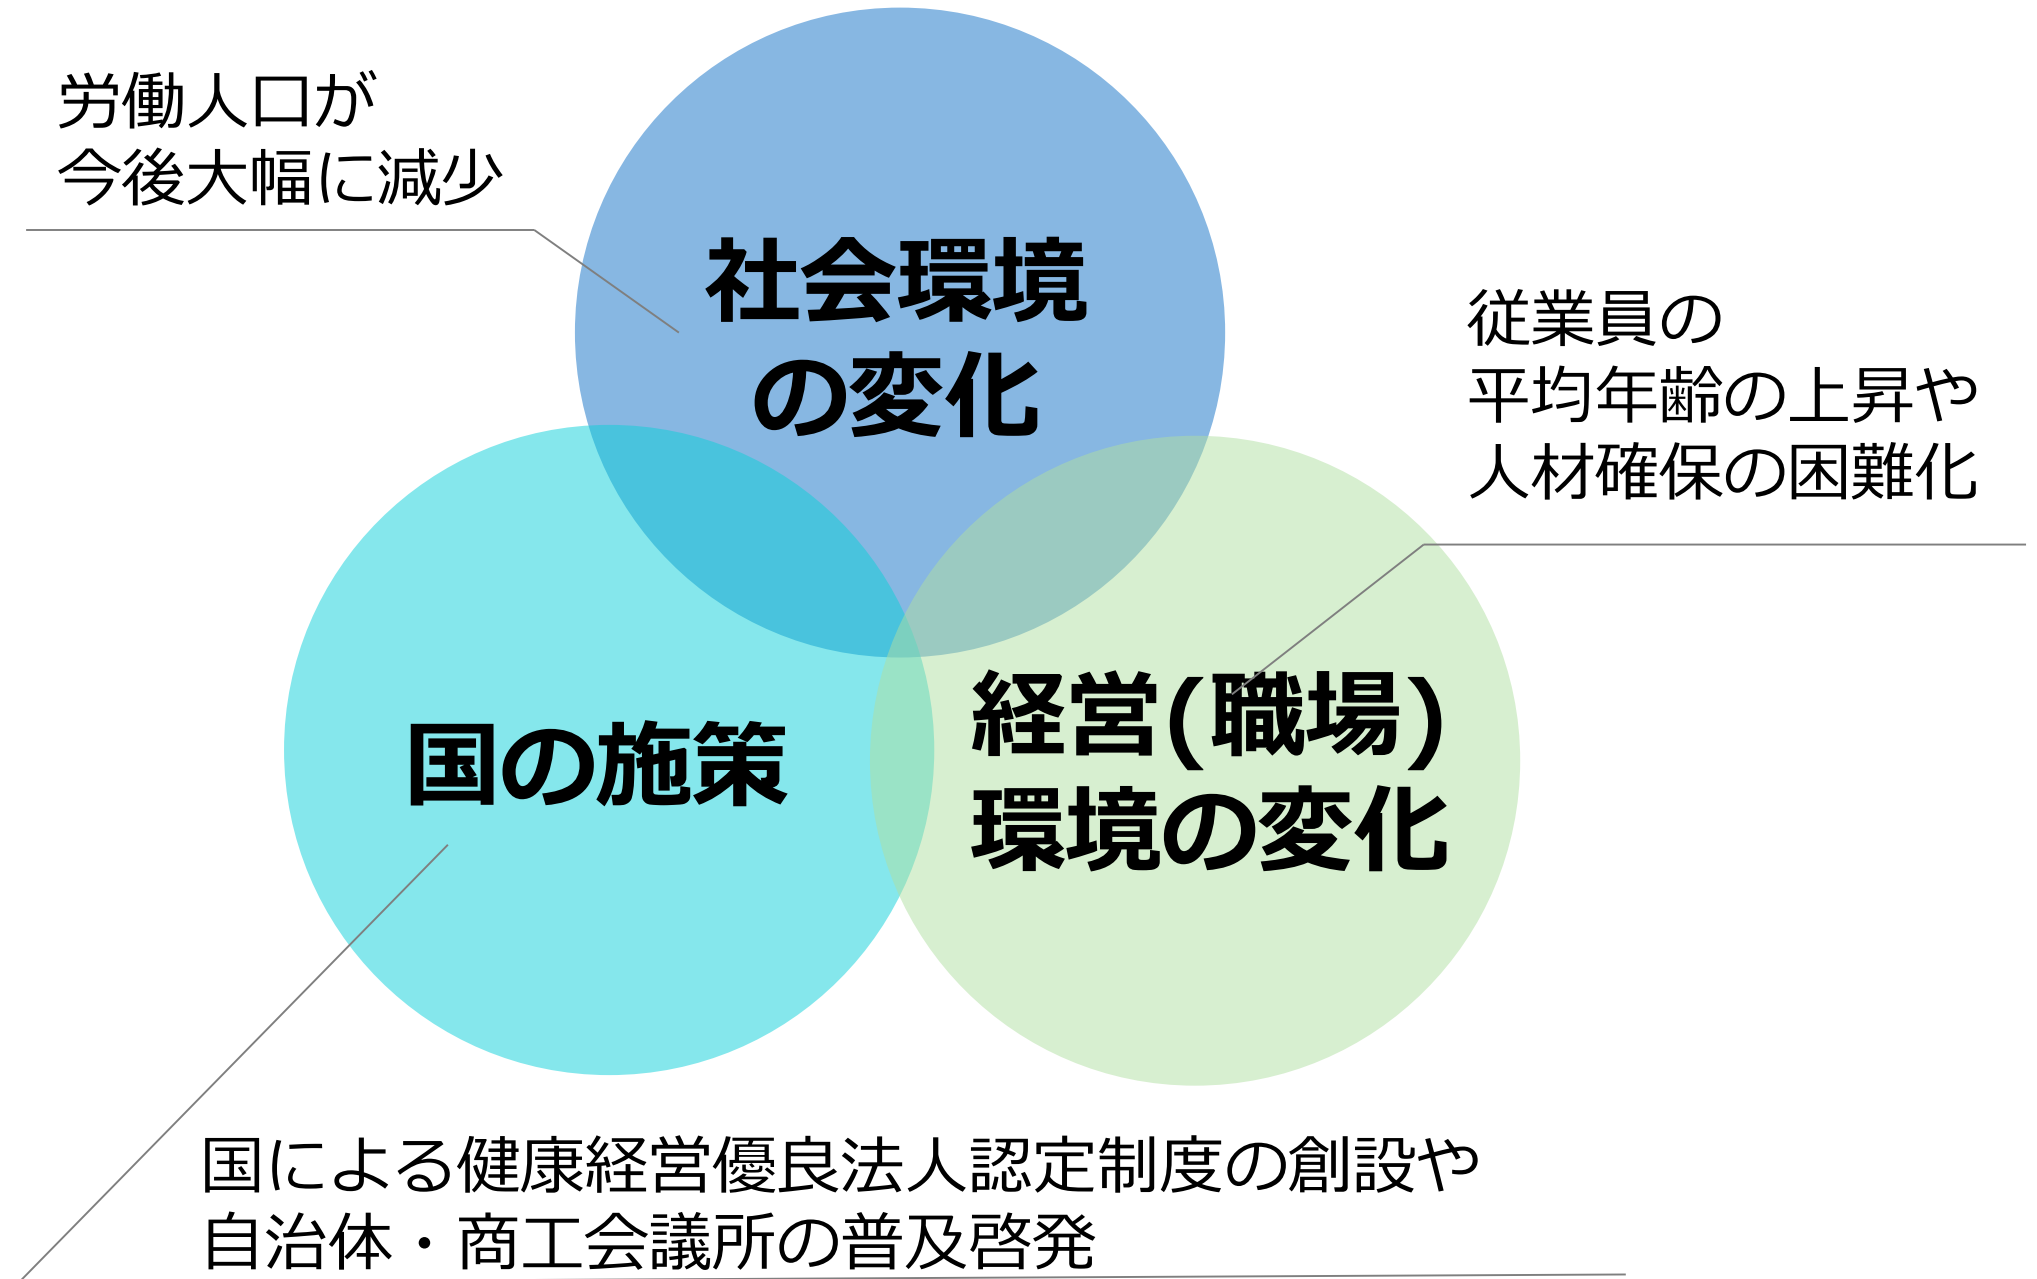 労働人口が
今後大幅に減少
社会環境
の変化
従業員の
平均年齢の上昇や
人材確保の困難化
国の施策
経営(職場)
環境の変化
国による健康経営優良法人認定制度の創設や
自治体・商工会議所の普及啓発